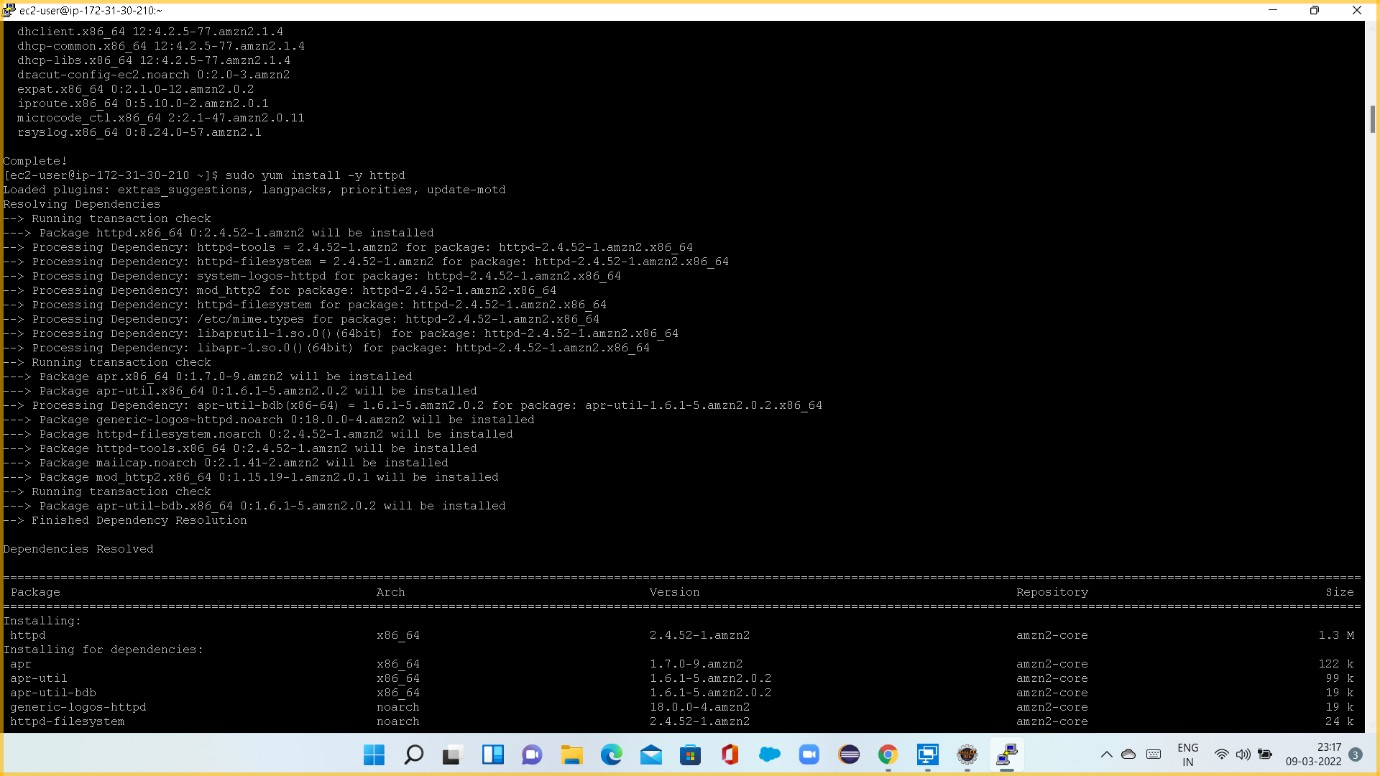 ec2-user@ip-172-31-30-210:~
dhclient.x86_64 12:4.2.5-77.amzn2.1.4
dhcp-common.x86_64 12:4.2.5-77.amzn2.1.4
dhcp-libs.x86_64 12:4.2.5-77.amzn2.1.4
dracut-config-ec2.noarch 0:2.0-3.amzn2
expat.x86_64 0:2.1.0-12.amzn2.0.2
iproute.x86_64 0:5.10.0-2.amzn2.0.1
microcode_ctl.x86_64 2:2.1-47.amzn2.0.11
rsyslog.x86_64 0:8.24.0-57.amzn2.1
Complete!
[ec2-user@ip-172-31-30-210 ~]$ sudo yum install -y httpd
Loaded plugins: extras_suggestions, langpacks, priorities, update-motd
Resolving Dependencies
--> Running transaction check
---> Package httpd.x86_64 0:2.4.52-1.amzn2 will be installed
--> Processing Dependency: httpd-tools = 2.4.52-1.amzn2 for package: httpd-2.4.52-1.amzn2.x86_64
--> Processing Dependency: httpd-filesystem = 2.4.52-1.amzn2 for package: httpd-2.4.52-1.amzn2.x86_64
--> Processing Dependency: system-logos-httpd for package: httpd-2.4.52-1.amzn2.x86_64
--> Processing Dependency: mod_http2 for package: httpd-2.4.52-1.amzn2.x86_64
--> Processing Dependency: httpd-filesystem for package: httpd-2.4.52-1.amzn2.x86_64
--> Processing Dependency: /etc/mime.types for package: httpd-2.4.52-1.amzn2.x86_64
--> Processing Dependency: libaprutil-1.so.0()(64bit) for package: httpd-2.4.52-1.amzn2.x86_64
--> Processing Dependency: libapr-1.so.0()(64bit) for package: httpd-2.4.52-1.amzn2.x86_64
--> Running transaction check
---> Package apr.x86_64 0:1.7.0-9.amzn2 will be installed
---> Package apr-util.x86_64 0:1.6.1-5.amzn2.0.2 will be installed
--> Processing Dependency: apr-util-bdb(x86-64) = 1.6.1-5.amzn2.0.2 for package: apr-util-1.6.1-5.amzn2.0.2.x86_64
---> Package generic-logos-httpd.noarch 0:18.0.0-4.amzn2 will be installed
---> Package httpd-filesystem.noarch 0:2.4.52-1.amzn2 will be installed
---> Package httpd-tools.x86_64 0:2.4.52-1.amzn2 will be installed
---> Package mailcap.noarch 0:2.1.41-2.amzn2 will be installed
---> Package mod_http2.x86_64 0:1.15.19-1.amzn2.0.1 will be installed
--> Running transaction check
---> Package apr-util-bdb.x86_64 0:1.6.1-5.amzn2.0.2 will be installed
--> Finished Dependency Resolution
Dependencies Resolved
Package Arch Version Repository Size
Installing:
httpd x86_64 2.4.52-1.amzn2 amzn2-core 1.3 M
Installing for dependencies:
apr x86_64 1.7.0-9.amzn2 amzn2-core 122 k
apr-util x86_64 1.6.1-5.amzn2.0.2 amzn2-core 99 k
apr-util-bdb x86_64 1.6.1-5.amzn2.0.2 amzn2-core 19 k
generic-logos-httpd noarch 18.0.0-4.amzn2 amzn2-core 19 k
httpd-filesystem noarch 2.4.52-1.amzn2 amzn2-core 24 k
ENG 23:17
IN 09-03-2022 3